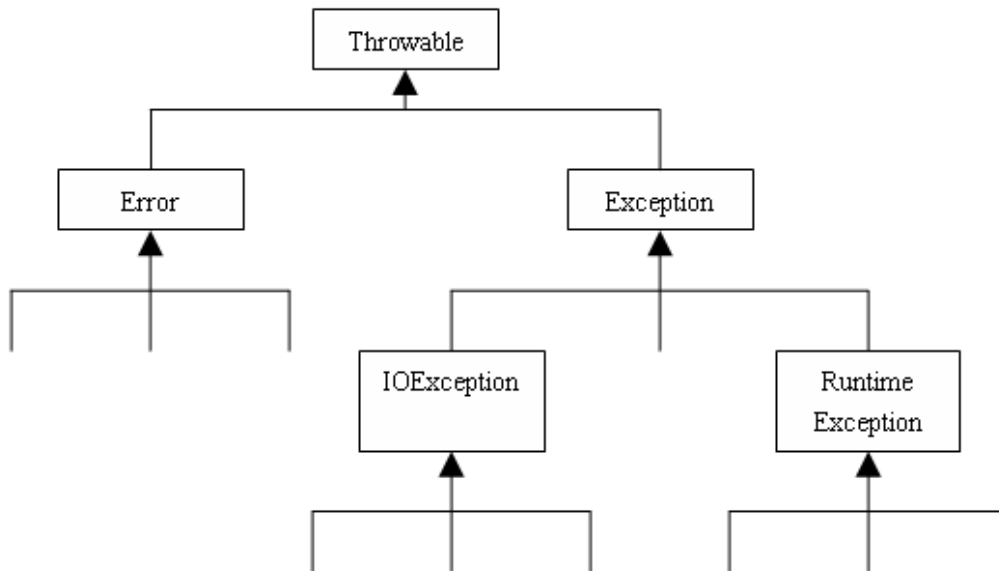 Throwable
Error
Exception
IOException
Runtime
Exception